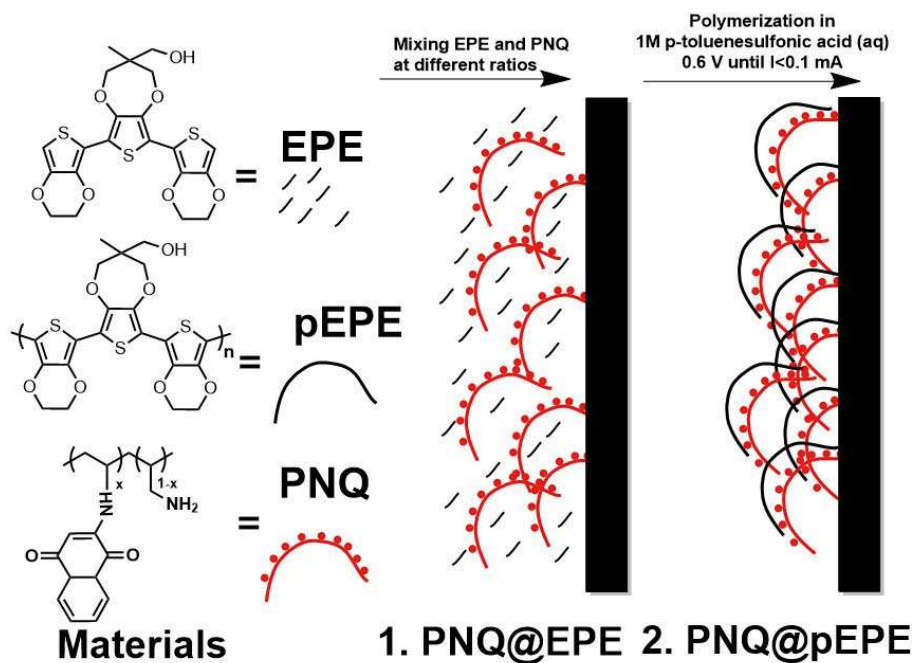 Mixing EPE and PNQ
at different ratios
Polymerization in
1M p-toluenesulfonic acid (aq)
0.6 V until I<0.1 mA
OH
O
O
S
S
S
O
O
O
O
= EPE
OH
O
O
S
S
S
n
O
O
O
O
= pEPE
x
1-x
NH
NH2
O
O
= PNQ
Materials
1. PNQ@EPE
2. PNQ@pEPE